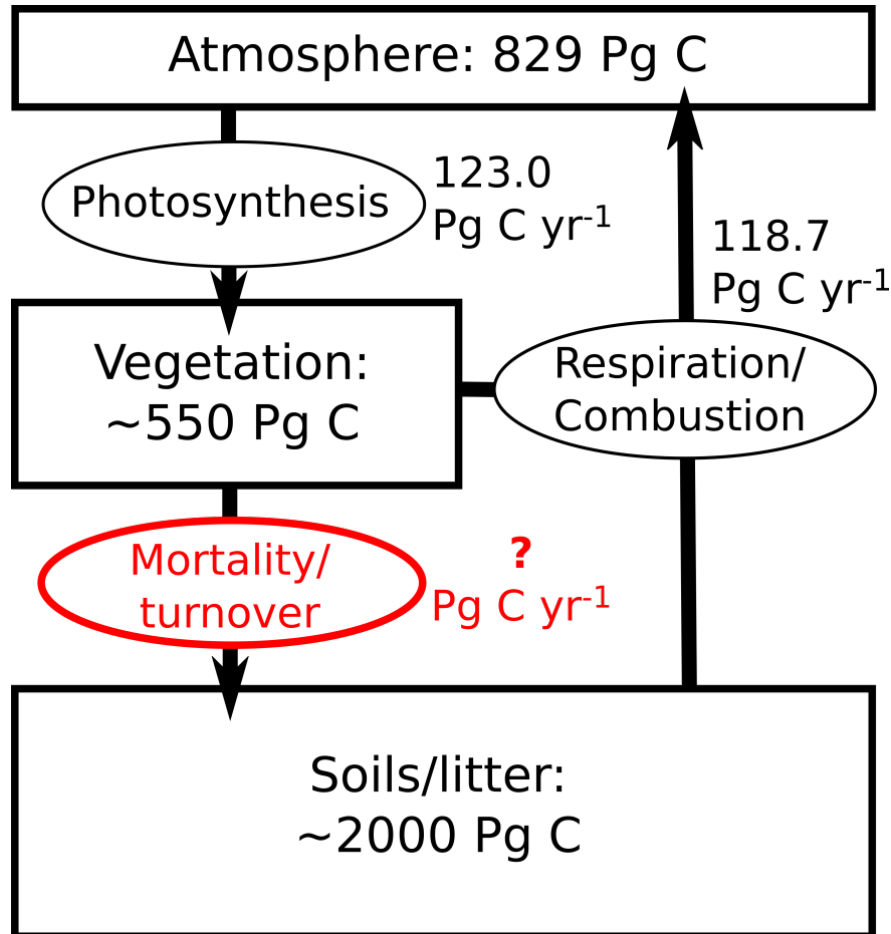 Atmosphere: 829 Pg C
Photosynthesis
123.0
Pg C yr-1
118.7
Pg C yr-1
Vegetation:
~550 Pg C
Respiration/
Combustion
Mortality/
turnover
?
Pg C yr-1
Soils/litter:
~2000 Pg C